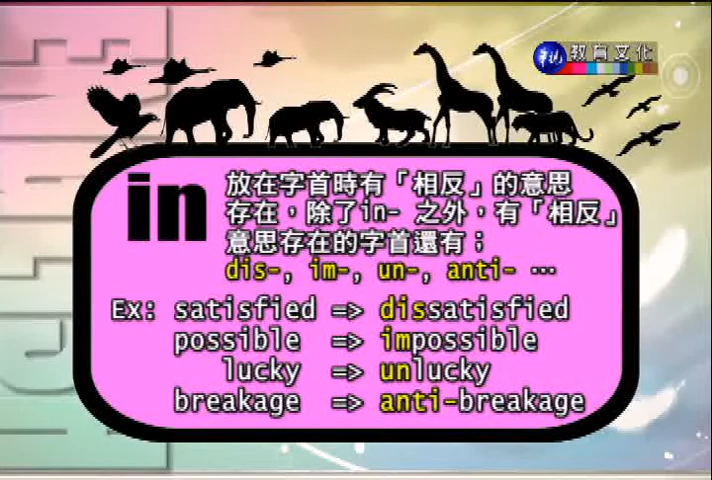 華視 教育文化
in
放在字首時有「相反」的意思
存在，除了in- 之外，有「相反」
意思存在的字首還有；
dis-, im-, un-, anti- …
Ex: satisfied => dissatisfied
possible => impossible
lucky => unlucky
breakage => anti-breakage